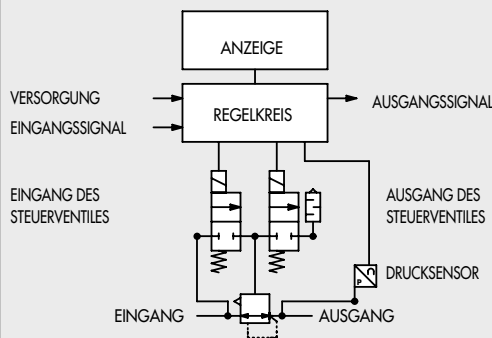 ANZEIGE
VERSORGUNG
REGELKREIS
AUSGANGSSIGNAL
EINGANGSSIGNAL
EINGANG DES
STEUERVENTILES
AUSGANG DES
STEUERVENTILES
P
DRUCKSENSOR
EINGANG
AUSGANG